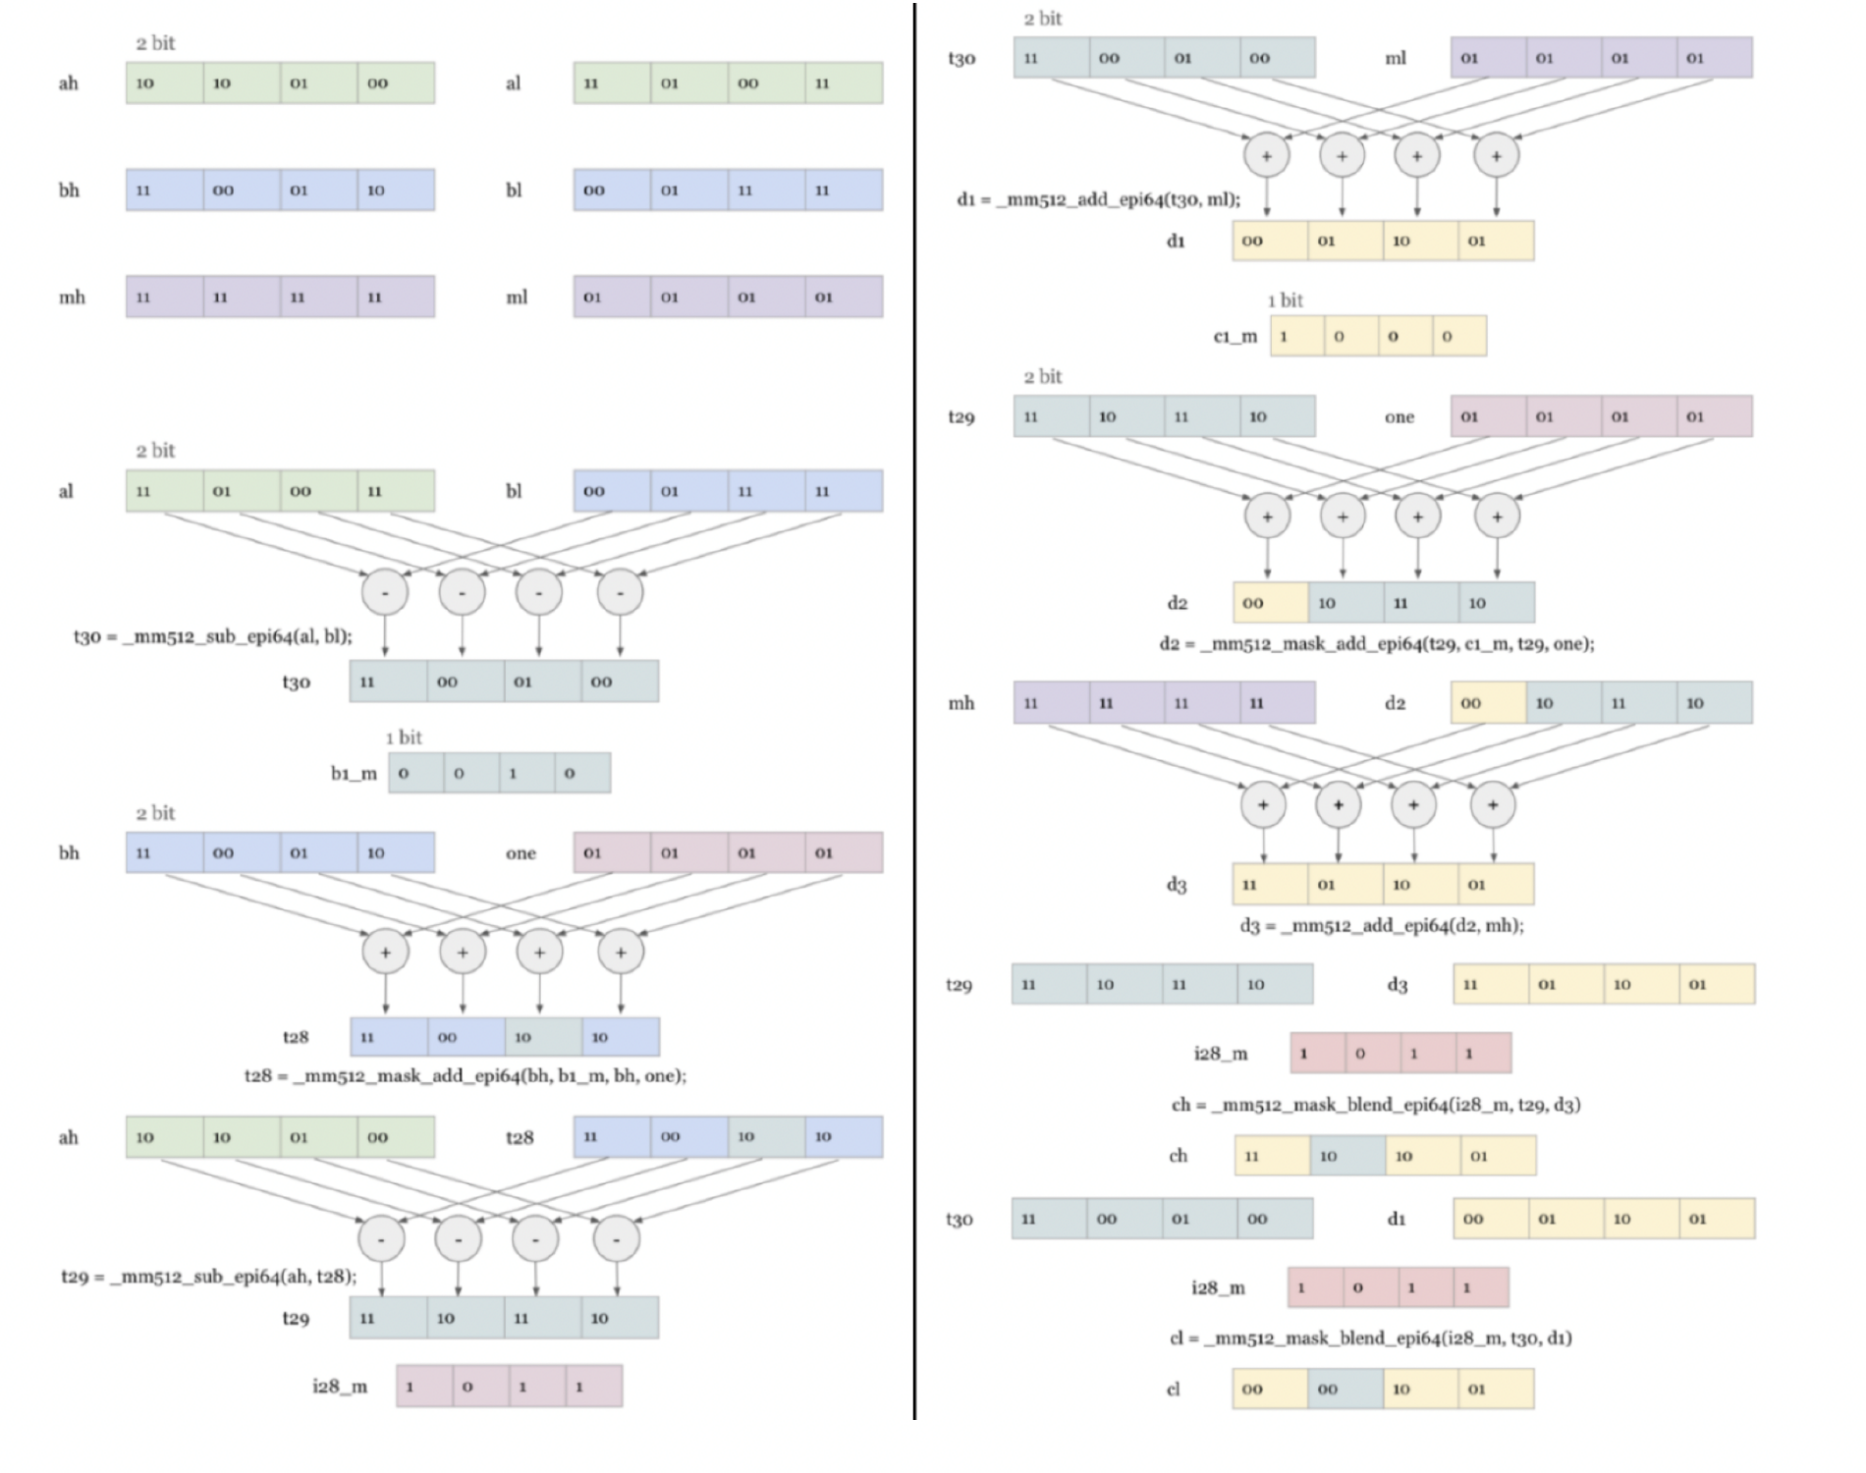 2 bit
ah 10 10 01 00 al 11 01 00 11
bh 11 00 01 10 bl 00 01 11 11
mh 11 11 11 11 ml 01 01 01 01
2 bit
al 11 01 00 11 bl 00 01 11 11
- - - -
t30 = _mm512_sub_epi64(al, bl);
t30 11 00 01 00
1 bit
b1_m 0 0 1 0
2 bit
bh 11 00 01 10 one 01 01 01 01
+ + + +
t28 11 00 10 10
t28 = _mm512_mask_add_epi64(bh, b1_m, bh, one);
ah 10 10 01 00 t28 11 00 10 10
- - - -
t29 = _mm512_sub_epi64(ah, t28);
t29 11 10 11 10
i28_m 1 0 1 1
2 bit
t30 11 00 01 00 ml 01 01 01 01
+ + + +
d1 = _mm512_add_epi64(t30, ml);
d1 00 01 10 01
1 bit
c1_m 1 0 0 0
2 bit
t29 11 10 11 10 one 01 01 01 01
+ + + +
d2 00 10 11 10
d2 = _mm512_mask_add_epi64(t29, c1_m, t29, one);
mh 11 11 11 11 d2 00 10 11 10
+ + + +
d3 11 01 10 01
d3 = _mm512_add_epi64(d2, mh);
t29 11 10 11 10 d3 11 01 10 01
i28_m 1 0 1 1
ch = _mm512_mask_blend_epi64(i28_m, t29, d3)
ch 11 10 10 01
t30 11 00 01 00 d1 00 01 10 01
i28_m 1 0 1 1
cl = _mm512_mask_blend_epi64(i28_m, t30, d1)
cl 00 00 10 01